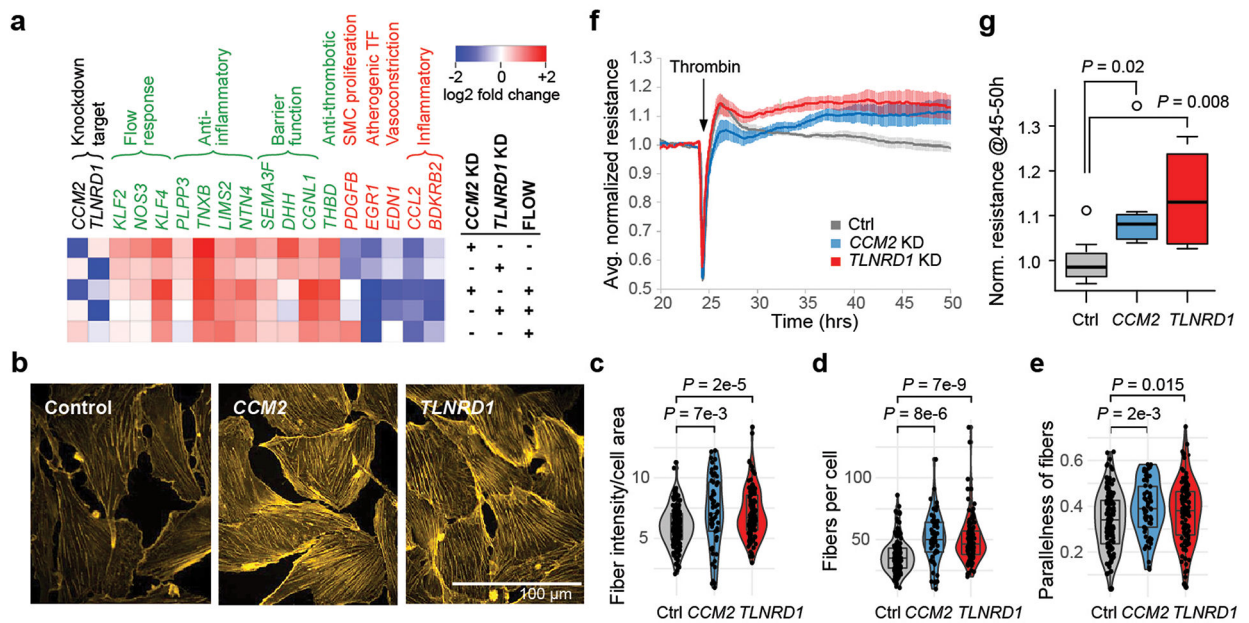 a
Knockdown
target
Flow
response
Anti-
inflammatory
Barrier
function
Anti-thrombotic
SMC proliferation
Atherogenic TF
Vasoconstriction
Inflammatory
-2
+2
log2 fold change
CCM2
TLNRD1
KLF2
NOS3
KLF4
PLPP3
TNXB
LIMS2
NTN4
SEMA3F
DHH
CGNL1
THBD
PDGFB
EGR1
EDN1
CCL2
BDKRB2
CCM2 KD
TLNRD1 KD
FLOW
+ - -
- + -
+ - +
- + +
- - +
f
Avg. normalized resistance
1.3
1.2
1.1
1.0
0.9
0.8
0.7
0.6
0.5
Thrombin
Ctrl
CCM2 KD
TLNRD1 KD
20 25 30 35 40 45 50
Time (hrs)
g
Norm. resistance @45-50h
P = 0.02
P = 0.008
1.3
1.2
1.1
1.0
Ctrl CCM2 TLNRD1
b
Control
CCM2
TLNRD1
100 µm
c
Fiber intensity/cell area
P = 2e-5
P = 7e-3
10
5
Ctrl CCM2 TLNRD1
d
Fibers per cell
P = 7e-9
P = 8e-6
100
50
Ctrl CCM2 TLNRD1
e
Parallelness of fibers
P = 0.015
P = 2e-3
0.6
0.4
0.2
Ctrl CCM2 TLNRD1